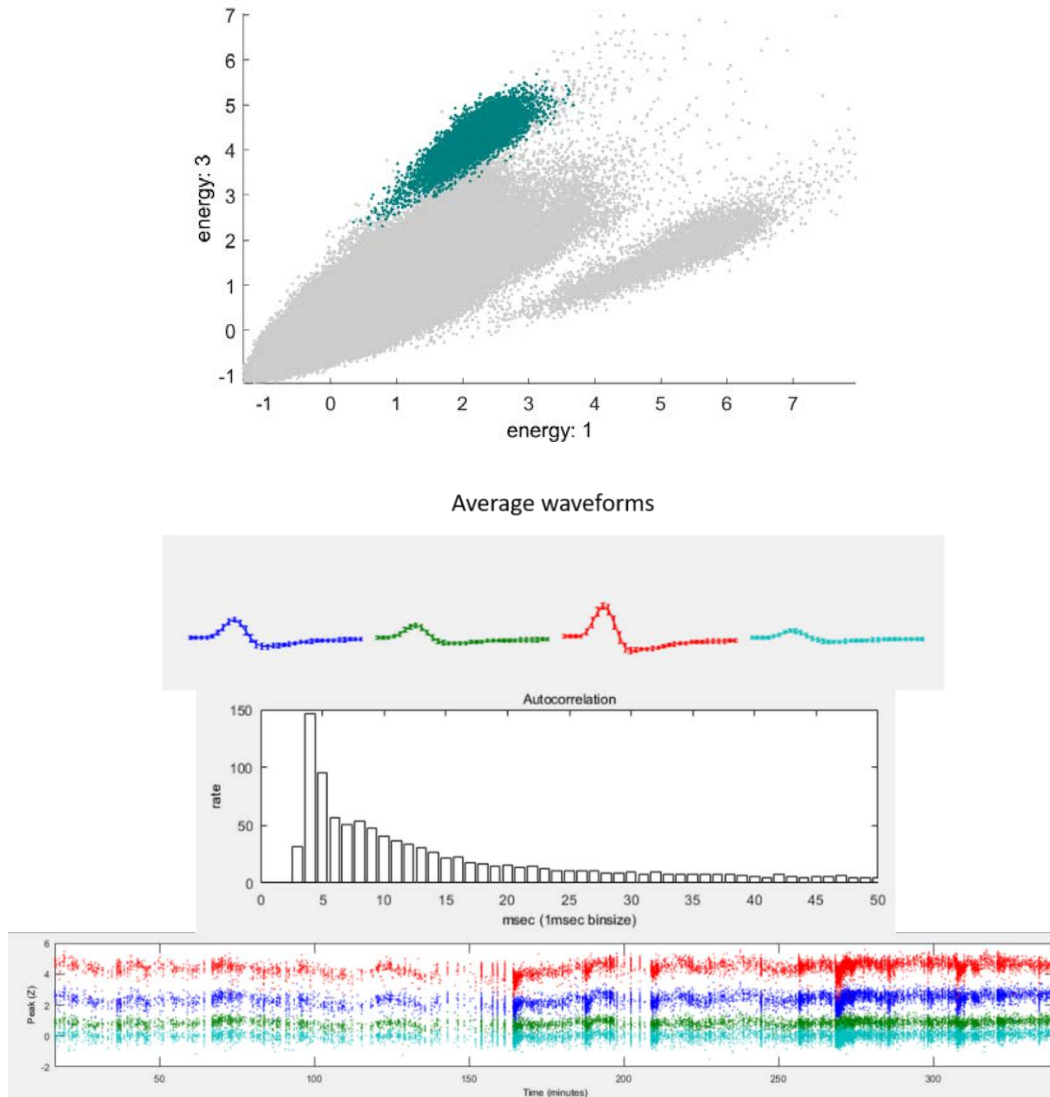 7
6
5
4
3
2
1
0
-1
energy: 3
-1 0 1 2 3 4 5 6 7
energy: 1
Average waveforms
Autocorrelation
150
100
50
0
rate
0 5 10 15 20 25 30 35 40 45 50
msec (1msec binsize)
6
4
2
0
-2
Peak (Z)
50 100 150 200 250 300
Time (minutes)